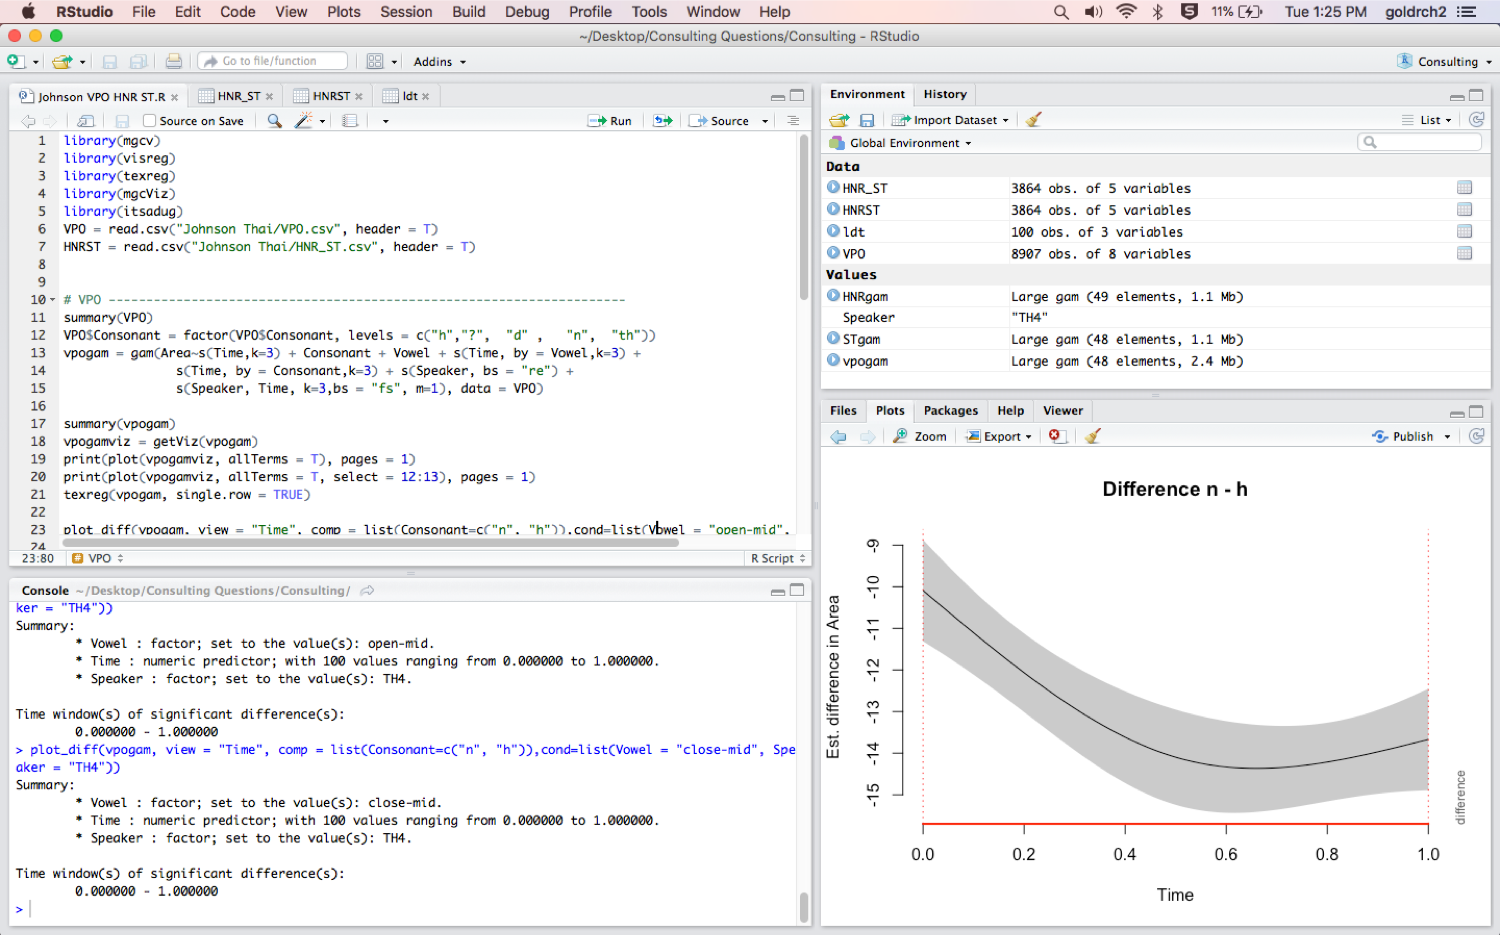 RStudio File Edit Code View Plots Session Build Debug Profile Tools Window Help 11% Tue 1:25 PM goldrch2
~/Desktop/Consulting Questions/Consulting - RStudio
Go to file/function Addins Consulting
Johnson VPO HNR ST.R HNR_ST HNRST ldt
Source on Save Run Source
1 library(mgcv)
2 library(visreg)
3 library(texreg)
4 library(mgcViz)
5 library(itsadug)
6 VPO = read.csv("Johnson Thai/VPO.csv", header = T)
7 HNRST = read.csv("Johnson Thai/HNR_ST.csv", header = T)
8
9
10 # VPO ---------------------------------------------------------------------
11 summary(VPO)
12 VPO$Consonant = factor(VPO$Consonant, levels = c("h","?", "d" , "n", "th"))
13 vpogam = gam(Area~s(Time,k=3) + Consonant + Vowel + s(Time, by = Vowel,k=3) +
14 s(Time, by = Consonant,k=3) + s(Speaker, bs = "re") +
15 s(Speaker, Time, k=3,bs = "fs", m=1), data = VPO)
16
17 summary(vpogam)
18 vpogamviz = getViz(vpogam)
19 print(plot(vpogamviz, allTerms = T), pages = 1)
20 print(plot(vpogamviz, allTerms = T, select = 12:13), pages = 1)
21 texreg(vpogam, single.row = TRUE)
22
23 plot_diff(vpogam, view = "Time", comp = list(Consonant=c("n", "h")),cond=list(Vowel = "open-mid",
24
23:80 # VPO R Script
Console ~/Desktop/Consulting Questions/Consulting/
ker = "TH4"))
Summary:
* Vowel : factor; set to the value(s): open-mid.
* Time : numeric predictor; with 100 values ranging from 0.000000 to 1.000000.
* Speaker : factor; set to the value(s): TH4.
Time window(s) of significant difference(s):
0.000000 - 1.000000
> plot_diff(vpogam, view = "Time", comp = list(Consonant=c("n", "h")),cond=list(Vowel = "close-mid", Spe
aker = "TH4"))
Summary:
* Vowel : factor; set to the value(s): close-mid.
* Time : numeric predictor; with 100 values ranging from 0.000000 to 1.000000.
* Speaker : factor; set to the value(s): TH4.
Time window(s) of significant difference(s):
0.000000 - 1.000000
>
Environment History
Import Dataset List
Global Environment
Data
HNR_ST 3864 obs. of 5 variables
HNRST 3864 obs. of 5 variables
ldt 100 obs. of 3 variables
VPO 8907 obs. of 8 variables
Values
HNRgam Large gam (49 elements, 1.1 Mb)
Speaker "TH4"
STgam Large gam (48 elements, 1.1 Mb)
vpogam Large gam (48 elements, 2.4 Mb)
Files Plots Packages Help Viewer
Zoom Export Publish
Difference n - h
Est. difference in Area
-9
-10
-11
-12
-13
-14
-15
difference
0.0 0.2 0.4 0.6 0.8 1.0
Time